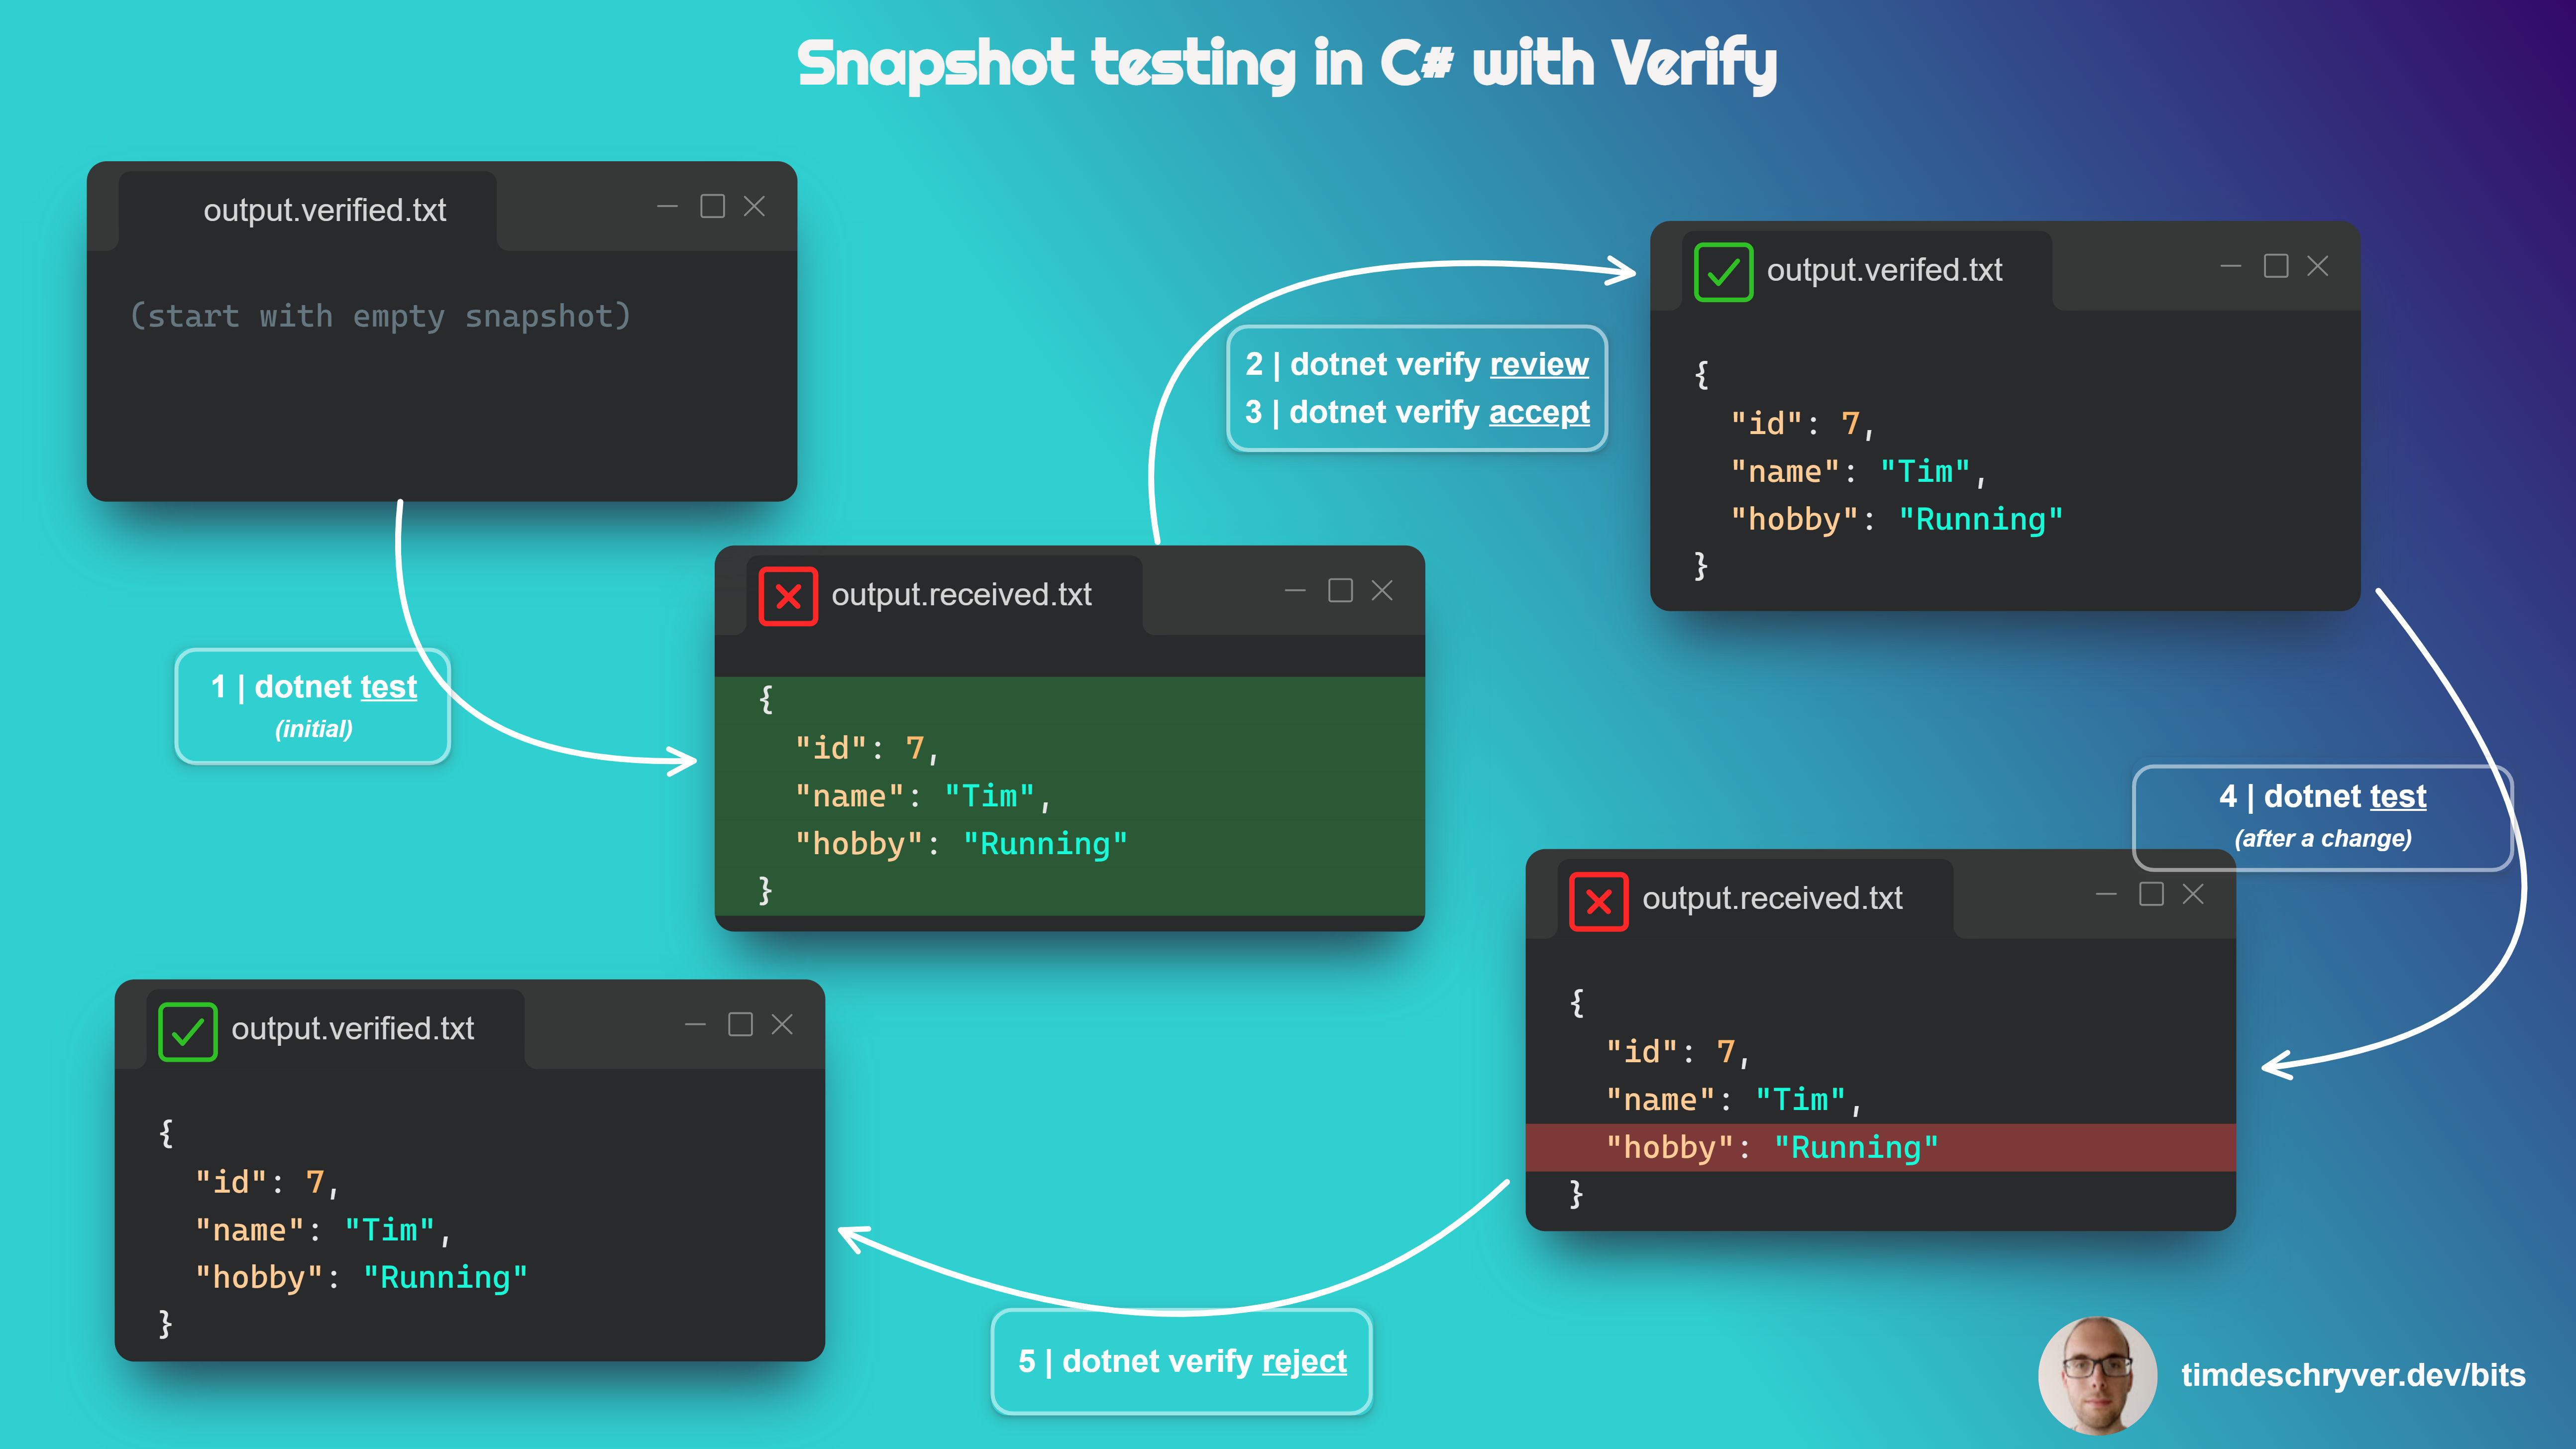 Snapshot testing in C# with Verify
output.verified.txt
(start with empty snapshot)
1 | dotnet test
(initial)
output.received.txt
{
"id": 7,
"name": "Tim",
"hobby": "Running"
}
2 | dotnet verify review
3 | dotnet verify accept
output.verifed.txt
{
"id": 7,
"name": "Tim",
"hobby": "Running"
}
4 | dotnet test
(after a change)
output.received.txt
{
"id": 7,
"name": "Tim",
"hobby": "Running"
}
5 | dotnet verify reject
output.verified.txt
{
"id": 7,
"name": "Tim",
"hobby": "Running"
}
timdeschryver.dev/bits